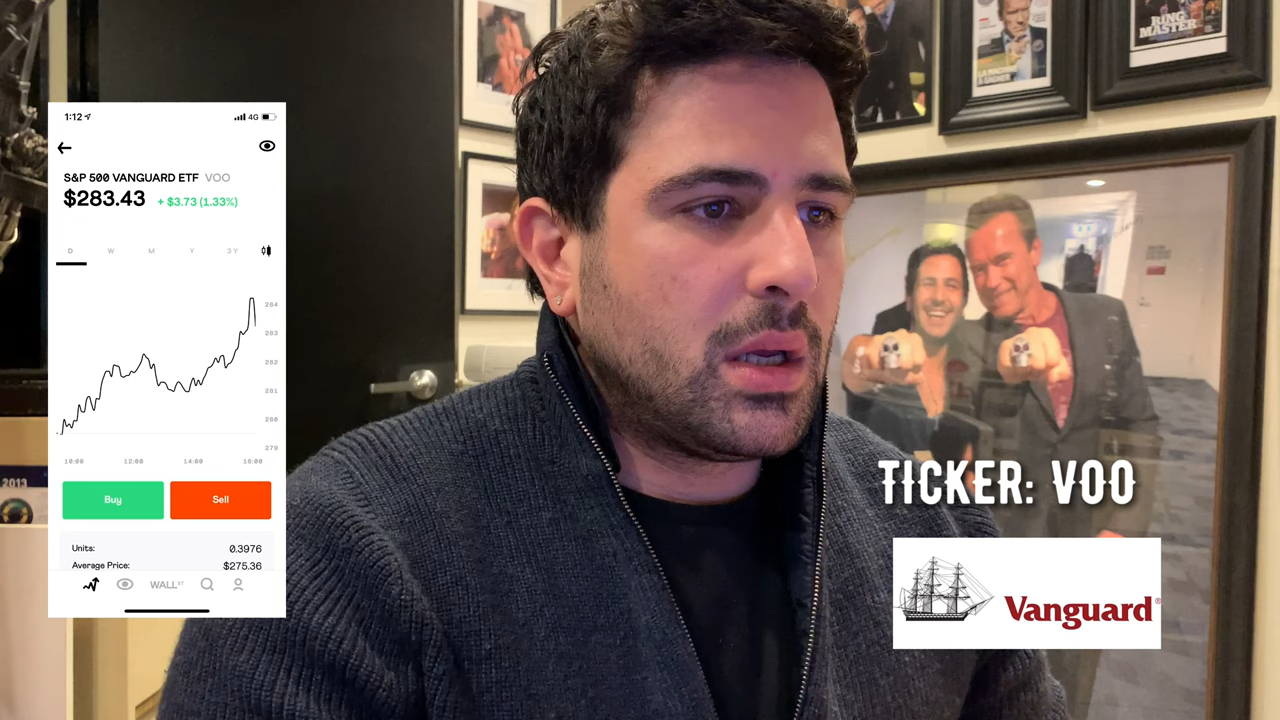 1:12
4G
S&P 500 VANGUARD ETF VOO
$283.43 + $3.73 (1.33%)
D W M Y 3Y
284
283
282
281
280
279
10:00 12:00 14:00 16:00
Buy Sell
Units: 0.3976
Average Price: $275.36
WALL ST
2013
RING
MASTER
TICKER: VOO
Vanguard®